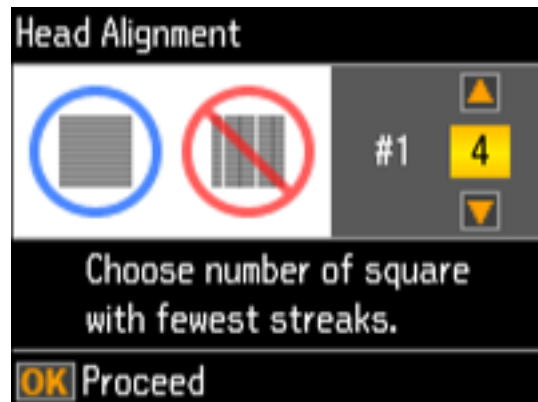 Head Alignment
#1 4
Choose number of square
with fewest streaks.
OK Proceed